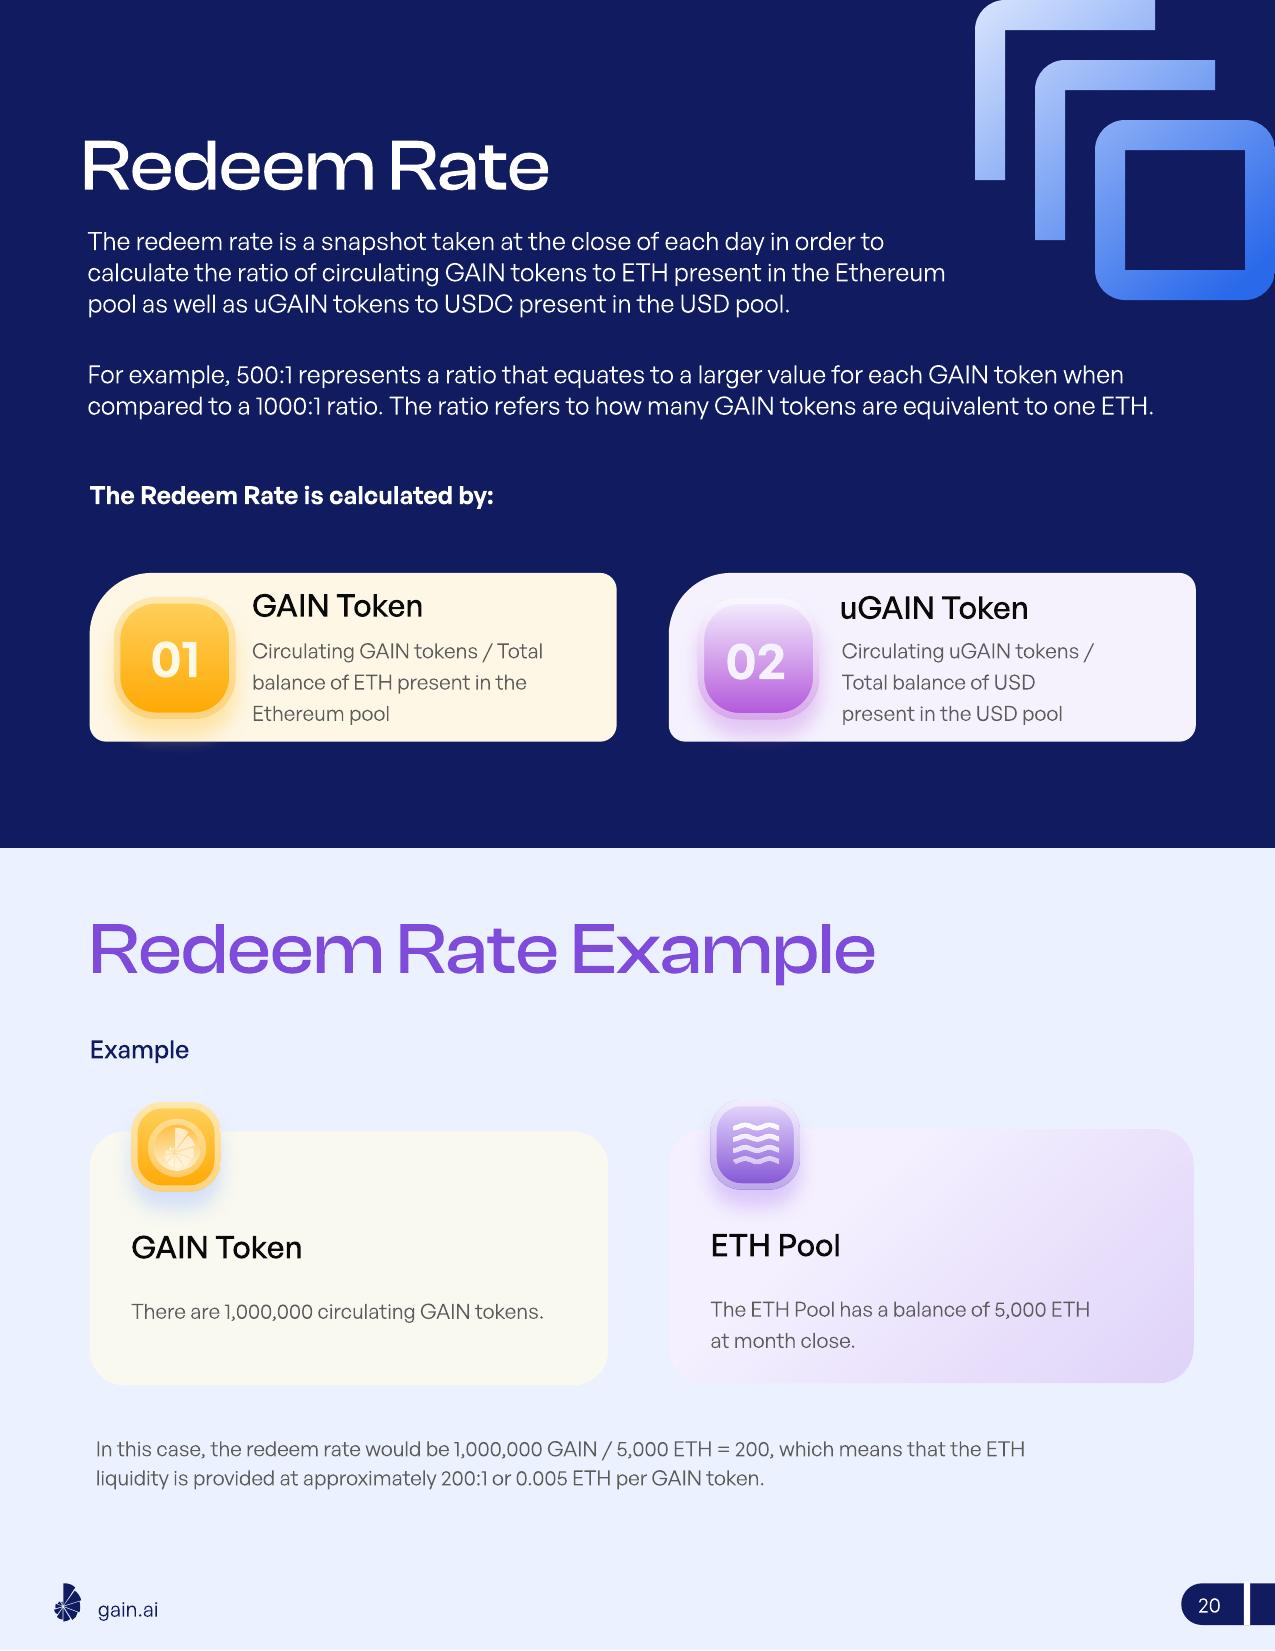 Redeem Rate
The redeem rate is a snapshot taken at the close of each day in order to
calculate the ratio of circulating GAIN tokens to ETH present in the Ethereum
pool as well as uGAIN tokens to USDC present in the USD pool.
For example, 500:1 represents a ratio that equates to a larger value for each GAIN token when
compared to a 1000:1 ratio. The ratio refers to how many GAIN tokens are equivalent to one ETH.
The Redeem Rate is calculated by:
01
GAIN Token
Circulating GAIN tokens / Total
balance of ETH present in the
Ethereum pool
02
uGAIN Token
Circulating uGAIN tokens /
Total balance of USD
present in the USD pool
Redeem Rate Example
Example
GAIN Token
There are 1,000,000 circulating GAIN tokens.
ETH Pool
The ETH Pool has a balance of 5,000 ETH
at month close.
In this case, the redeem rate would be 1,000,000 GAIN / 5,000 ETH = 200, which means that the ETH
liquidity is provided at approximately 200:1 or 0.005 ETH per GAIN token.
gain.ai
20